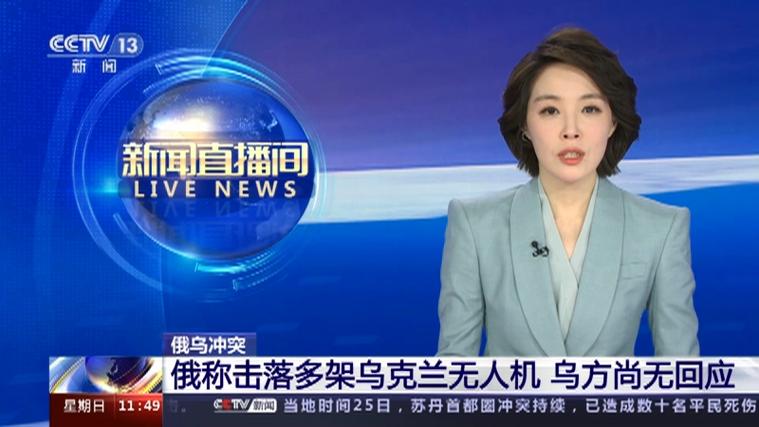 CCTV 13
新闻
新闻直播间
LIVE NEWS
俄乌冲突
俄称击落多架乌克兰无人机 乌方尚无回应
星期日 11:49 害。 CCTV新闻 当地时间25日，苏丹首都圈冲突持续，已造成数十名平民死伤